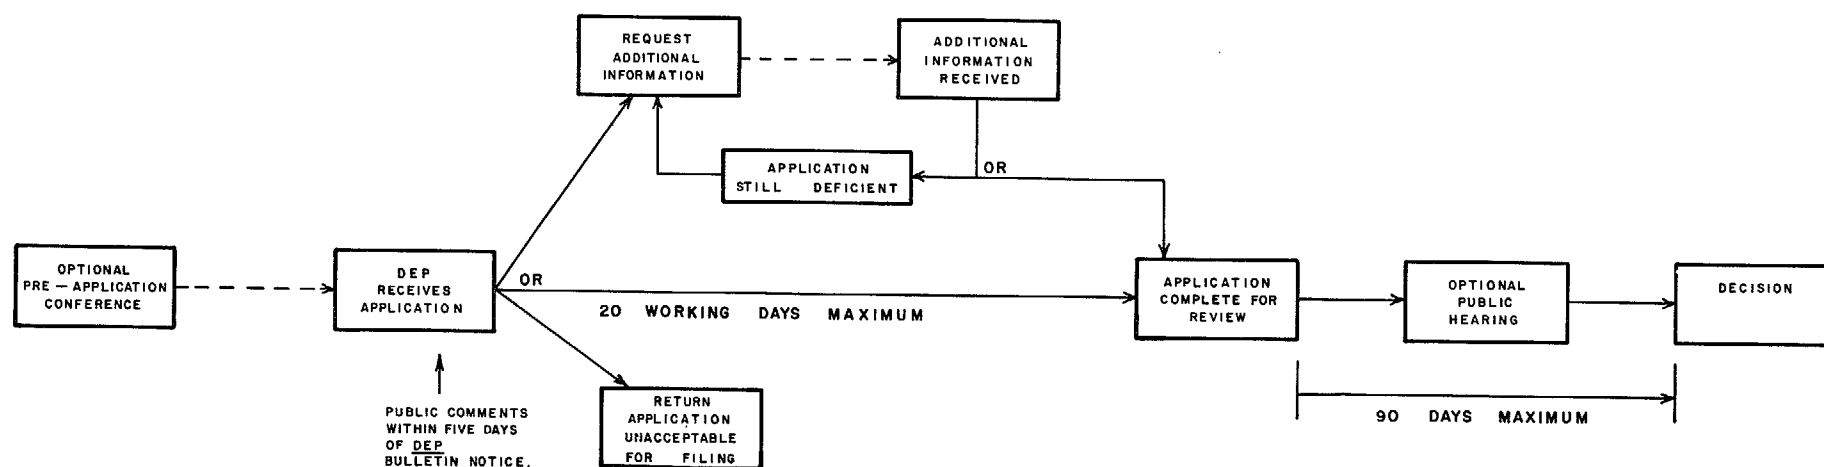 REQUEST
ADDITIONAL
INFORMATION
ADDITIONAL
INFORMATION
RECEIVED
APPLICATION
STILL DEFICIENT
OR
OPTIONAL
PRE — APPLICATION
CONFERENCE
DEP
RECEIVES
APPLICATION
OR
20 WORKING DAYS MAXIMUM
APPLICATION
COMPLETE FOR
REVIEW
OPTIONAL
PUBLIC
HEARING
DECISION
PUBLIC COMMENTS
WITHIN FIVE DAYS
OF DEP
BULLETIN NOTICE.
RETURN
APPLICATION
UNACCEPTABLE
FOR FILING
90 DAYS MAXIMUM